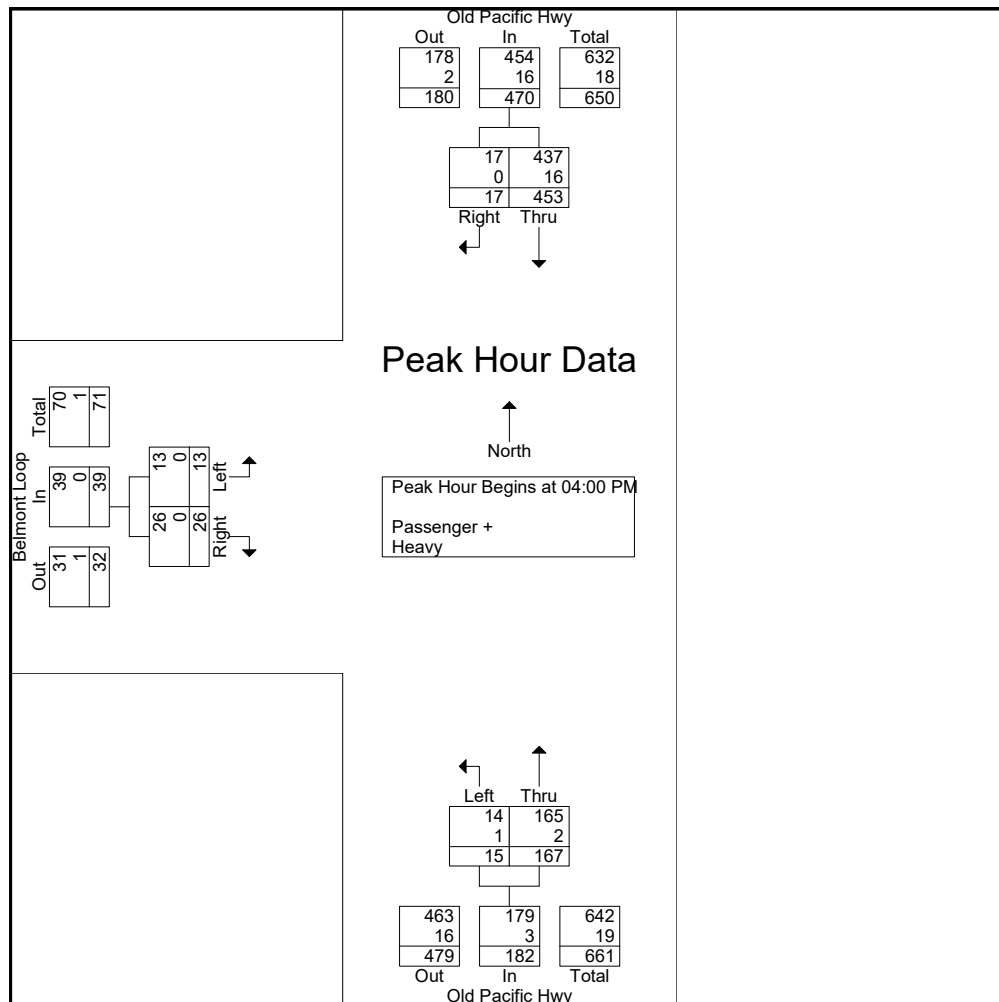 Old Pacific Hwy
Out In Total
178 454 632
2 16 18
180 470 650
17 437
0 16
17 453
Right Thru
Peak Hour Data
North
Peak Hour Begins at 04:00 PM
Passenger +
Heavy
Belmont Loop
Total
70 1 71
In
39 0 39
Out
31 1 32
13 0 13
Left
26 0 26
Right
Left Thru
14 165
1 2
15 167
463 179 642
16 3 19
479 182 661
Out In Total
Old Pacific Hwy